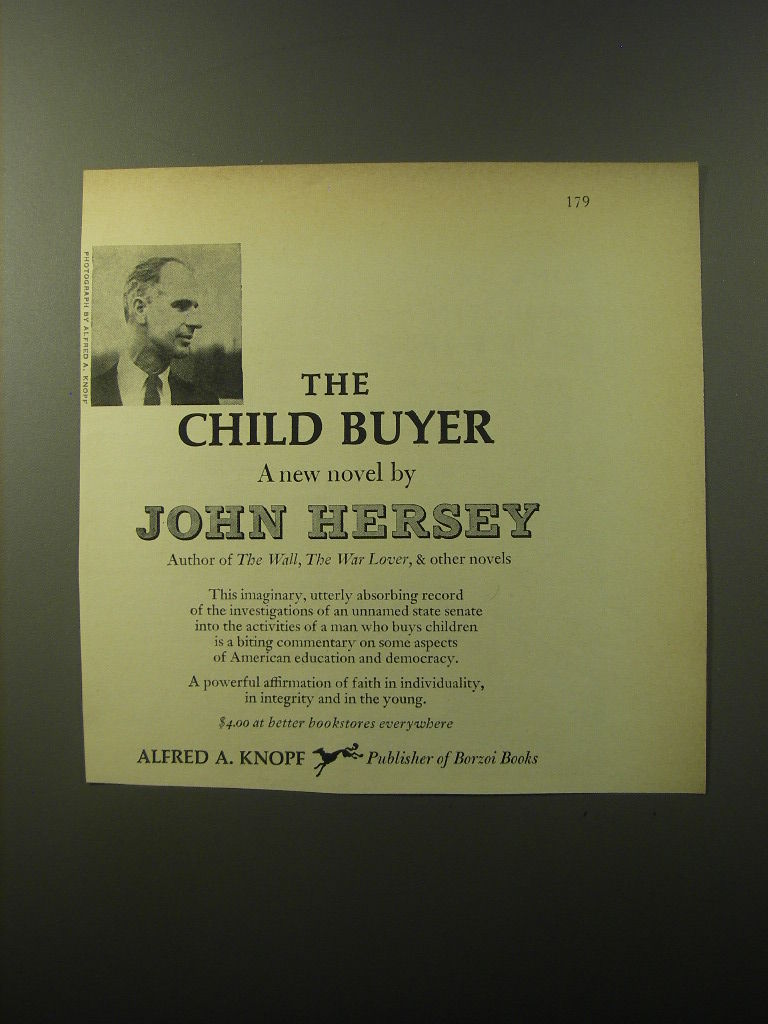 179
PHOTOGRAPH BY ALFRED A. KNOPF
THE
CHILD BUYER
A new novel by
JOHN HERSEY
Author of The Wall, The War Lover, & other novels
This imaginary, utterly absorbing record
of the investigations of an unnamed state senate
into the activities of a man who buys children
is a biting commentary on some aspects
of American education and democracy.
A powerful affirmation of faith in individuality,
in integrity and in the young.
$4.00 at better bookstores everywhere
ALFRED A. KNOPF Publisher of Borzoi Books